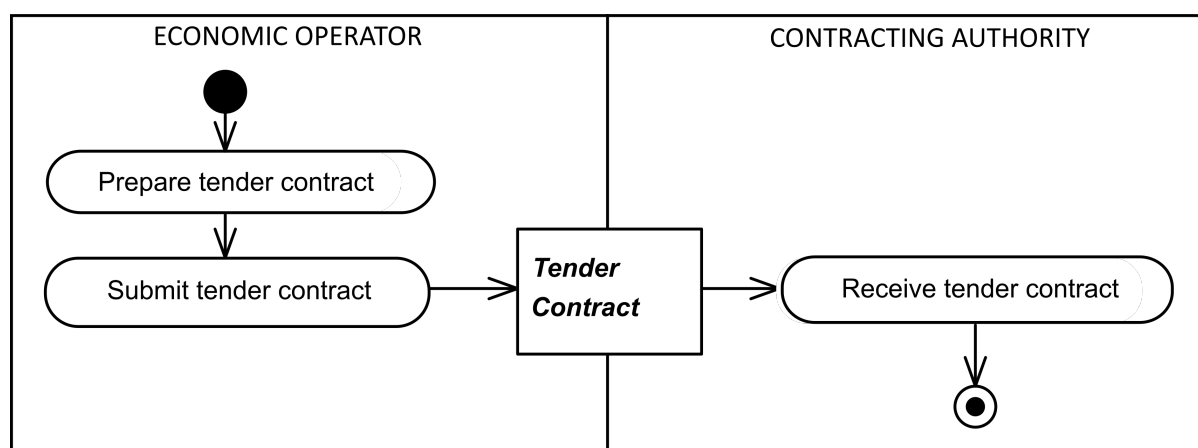 ECONOMIC OPERATOR
CONTRACTING AUTHORITY
Prepare tender contract
Submit tender contract
Tender
Contract
Receive tender contract